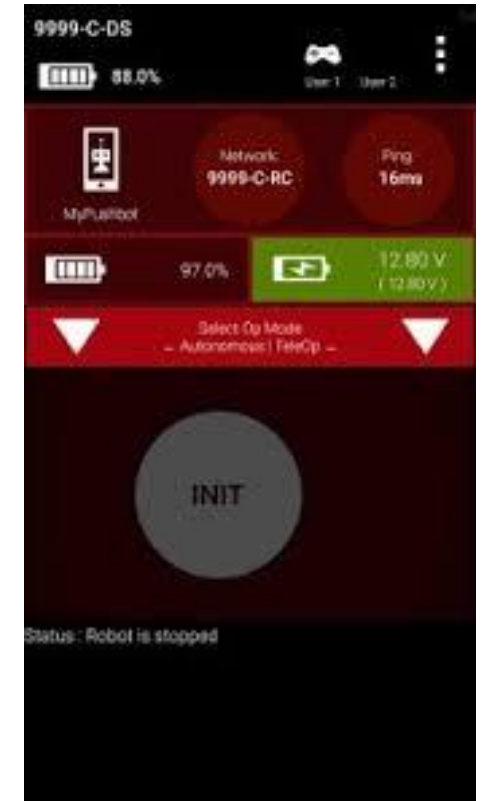 9999-C-DS
88.0%
User 1 User 2
Network:
9999-C-RC
Ping
16ms
MyPushbot
97.0%
12.80 V
( 12.80 V )
Select Op Mode
← Autonomous | TeleOp →
INIT
Status : Robot is stopped